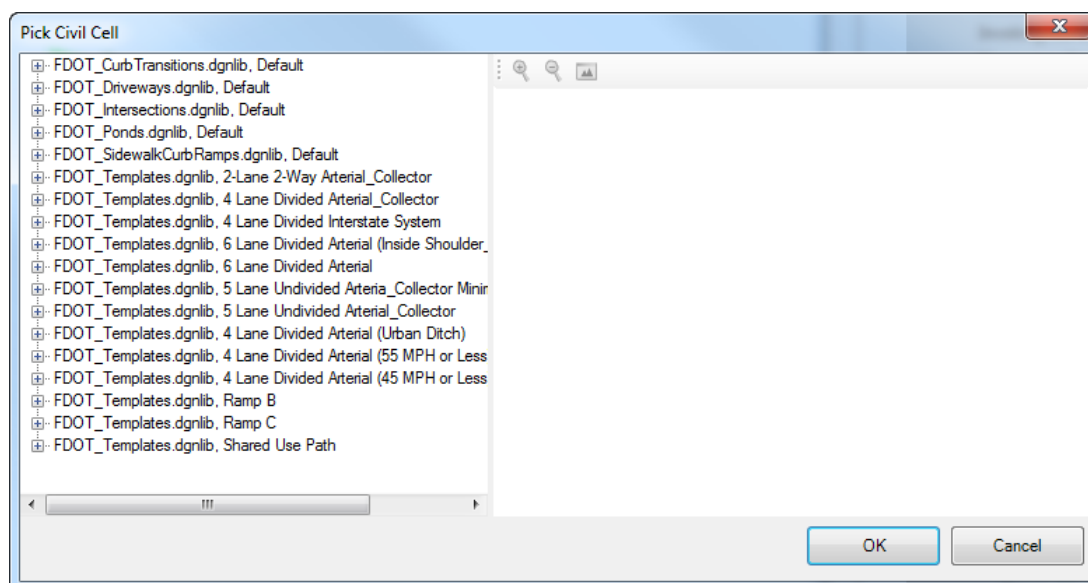 Pick Civil Cell
FDOT_CurbTransitions.dgnlib, Default
FDOT_Driveways.dgnlib, Default
FDOT_Intersections.dgnlib, Default
FDOT_Ponds.dgnlib, Default
FDOT_SidewalkCurbRamps.dgnlib, Default
FDOT_Templates.dgnlib, 2-Lane 2-Way Arterial_Collector
FDOT_Templates.dgnlib, 4 Lane Divided Arterial_Collector
FDOT_Templates.dgnlib, 4 Lane Divided Interstate System
FDOT_Templates.dgnlib, 6 Lane Divided Arterial (Inside Shoulder_
FDOT_Templates.dgnlib, 6 Lane Divided Arterial
FDOT_Templates.dgnlib, 5 Lane Undivided Arteria_Collector Minir
FDOT_Templates.dgnlib, 5 Lane Undivided Arterial_Collector
FDOT_Templates.dgnlib, 4 Lane Divided Arterial (Urban Ditch)
FDOT_Templates.dgnlib, 4 Lane Divided Arterial (55 MPH or Less
FDOT_Templates.dgnlib, 4 Lane Divided Arterial (45 MPH or Less
FDOT_Templates.dgnlib, Ramp B
FDOT_Templates.dgnlib, Ramp C
FDOT_Templates.dgnlib, Shared Use Path
OK
Cancel